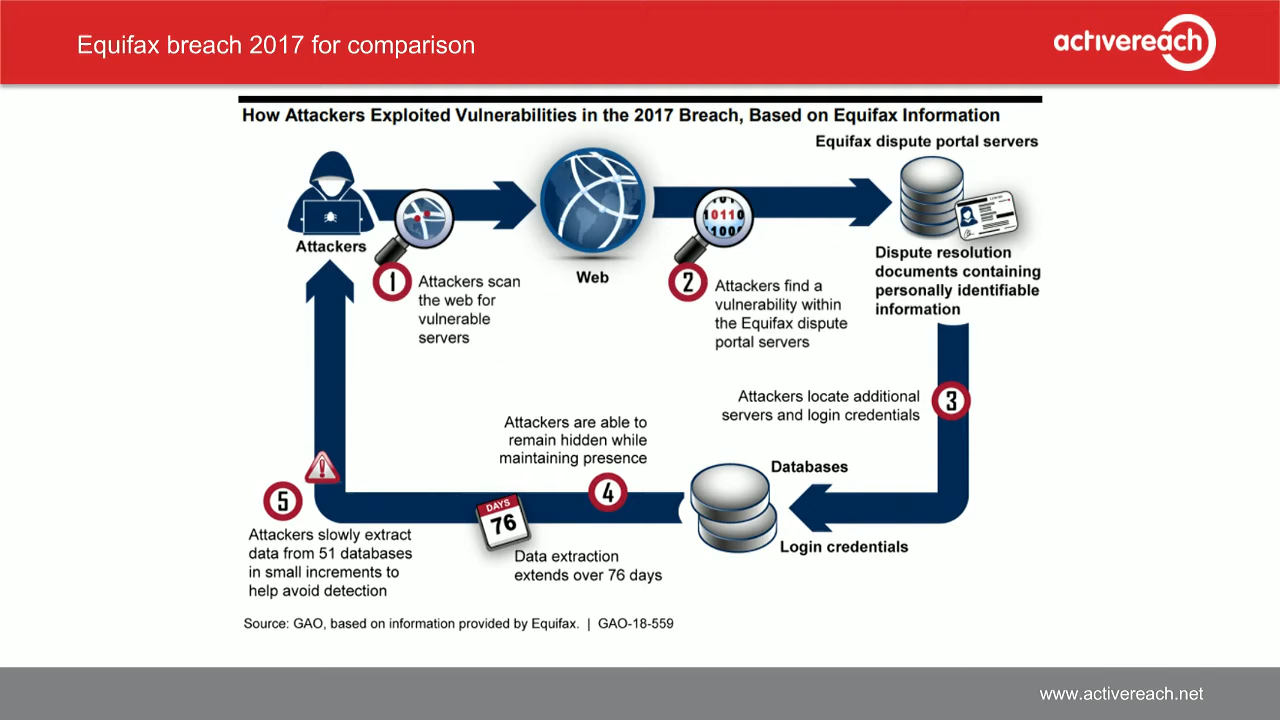 Equifax breach 2017 for comparison
activereach
How Attackers Exploited Vulnerabilities in the 2017 Breach, Based on Equifax Information
Equifax dispute portal servers
Attackers
Web
Dispute resolution
documents containing
personally identifiable
information
1
Attackers scan
the web for
vulnerable
servers
10110
1000
2
Attackers find a
vulnerability within
the Equifax dispute
portal servers
3
Attackers locate additional
servers and login credentials
Databases
Login credentials
4
Attackers are able to
remain hidden while
maintaining presence
DAYS
76
Data extraction
extends over 76 days
5
Attackers slowly extract
data from 51 databases
in small increments to
help avoid detection
Source: GAO, based on information provided by Equifax. | GAO-18-559
www.activereach.net